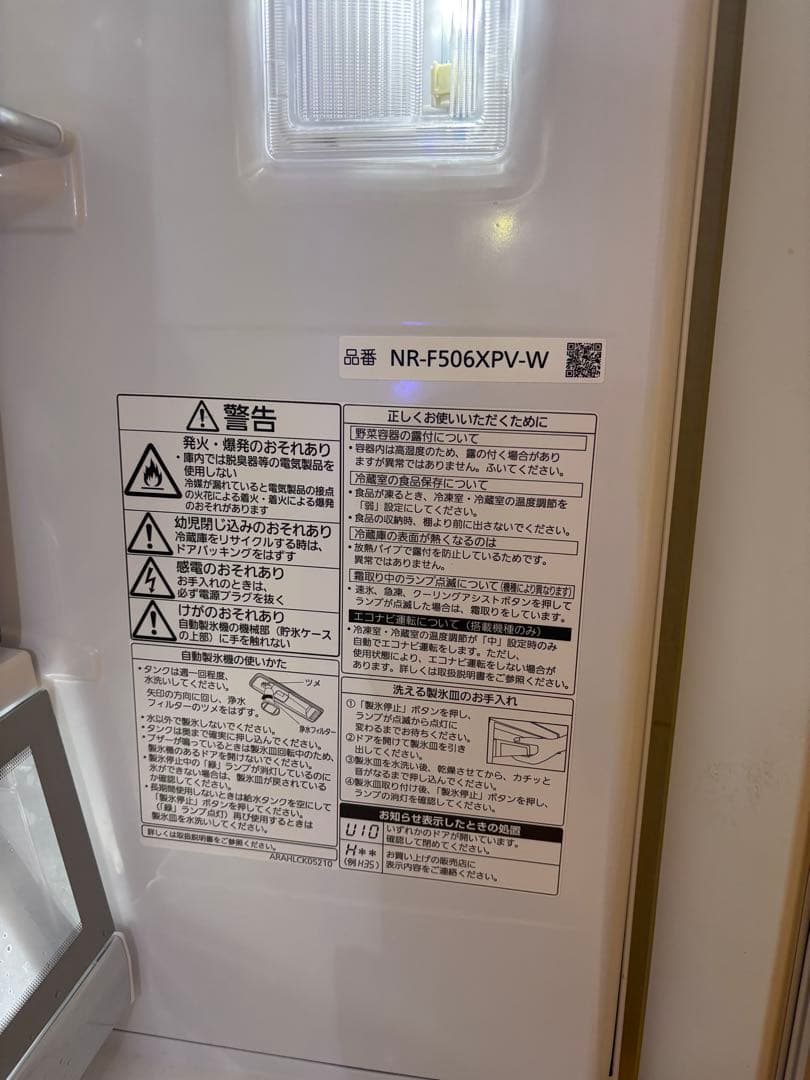 品番 NR-F506XPV-W
警告
発火・爆発のおそれあり
・庫内では脱臭器等の電気製品を
使用しない
冷媒が漏れていると電気製品の接点
の火花による着火・着火による爆発
のおそれがあります
幼児閉じ込みのおそれあり
冷蔵庫をリサイクルする時は、
ドアパッキングをはずす
感電のおそれあり
お手入れのときは、
必ず電源プラグを抜く
けがのおそれあり
自動製氷機の機械部(貯氷ケース
の上部)に手を触れない
自動製氷機の使いかた
・タンクは週一回程度、
水洗いしてください。
矢印の方向に回し、浄水
フィルターのツメをはずす。
ツメ
浄水フィルター
・水以外で製氷しないでください。
・タンクは奥まで確実に押し込んでください。
・ブザーが鳴っているときは製氷皿回転中のため、
製氷機のあるドアを開けないでください。
・製氷停止中の「緑」ランプが消灯しているのに
氷ができない場合は、製氷皿が戻されている
か確認してください。
・長期間使用しないときは給水タンクを空にして
「製氷停止」ボタンを押してください。
(「緑」ランプ点灯)再び使用するときは
製氷皿を水洗いしてください。
詳しくは取扱説明書をご参照ください。
ARAHLCK05210
正しくお使いいただくために
野菜容器の露付について
・容器内は高湿度のため、露の付く場合があり
ますが異常ではありません。ふいてください。
冷蔵室の食品保存について
・食品が凍るとき、冷凍室・冷蔵室の温度調節を
「弱」設定にしてください。
・食品の収納時、棚より前に出さないでください。
冷蔵庫の表面が熱くなるのは
・放熱パイプで露付を防止しているためです。
異常ではありません。
霜取り中のランプ点滅について(機種により異なります)
・速氷、急凍、クーリングアシストボタンを押して
ランプが点滅した場合は、霜取りをしています。
エコナビ運転について(搭載機種のみ)
・冷凍室・冷蔵室の温度調節が「中」設定時のみ
自動でエコナビ運転をします。ただし、
使用状態により、エコナビ運転をしない場合が
あります。詳しくは取扱説明書をご参照ください。
洗える製氷皿のお手入れ
①「製氷停止」ボタンを押し、
ランプが点滅から点灯に
変わるまでお待ちください。
②ドアを開けて製氷皿を引き
出してください。
③製氷皿を水洗い後、乾燥させてから、カチッと
音がなるまで押し込んでください。
④製氷皿取り付け後、「製氷停止」ボタンを押し、
ランプの消灯を確認してください。
お知らせ表示したときの処置
U10 いずれかのドアが開いています。
確認して閉めてください。
H** (例 H35) お買い上げの販売店に
表示内容をご連絡ください。